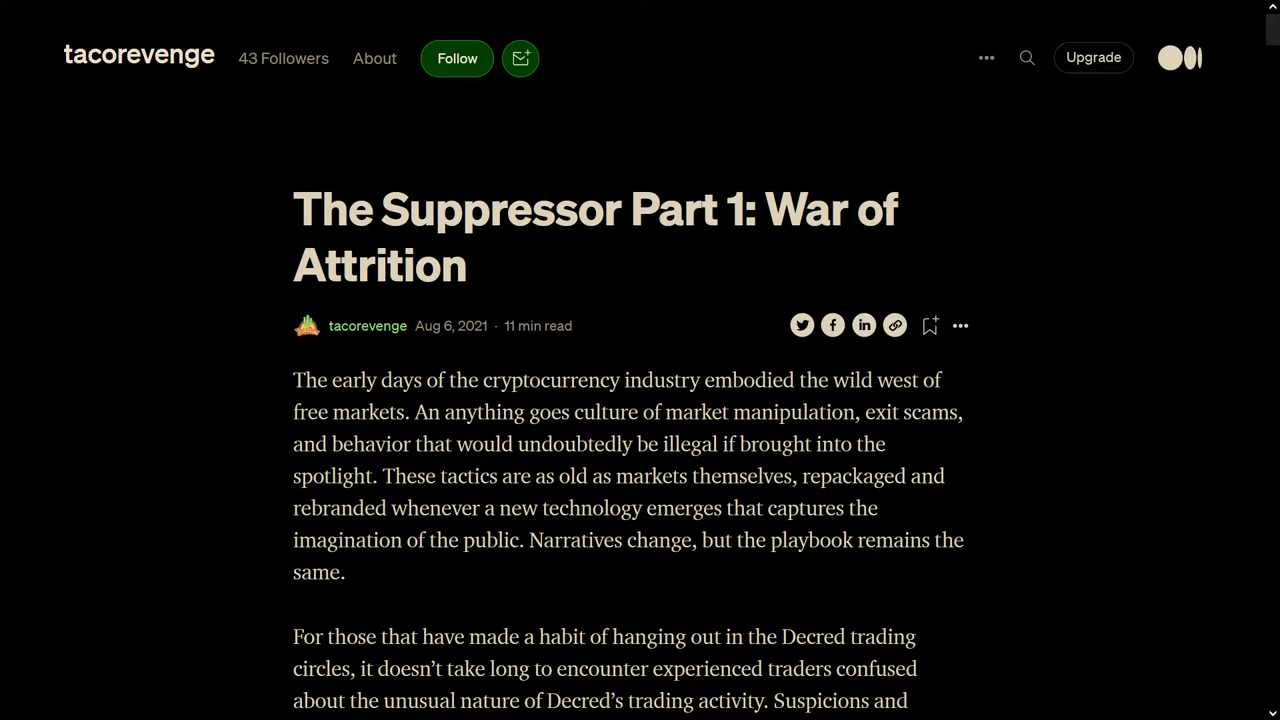 tacorevenge 43 Followers About Follow Upgrade
The Suppressor Part 1: War of
Attrition
tacorevenge Aug 6, 2021 · 11 min read
The early days of the cryptocurrency industry embodied the wild west of
free markets. An anything goes culture of market manipulation, exit scams,
and behavior that would undoubtedly be illegal if brought into the
spotlight. These tactics are as old as markets themselves, repackaged and
rebranded whenever a new technology emerges that captures the
imagination of the public. Narratives change, but the playbook remains the
same.
For those that have made a habit of hanging out in the Decred trading
circles, it doesn’t take long to encounter experienced traders confused
about the unusual nature of Decred’s trading activity. Suspicions and